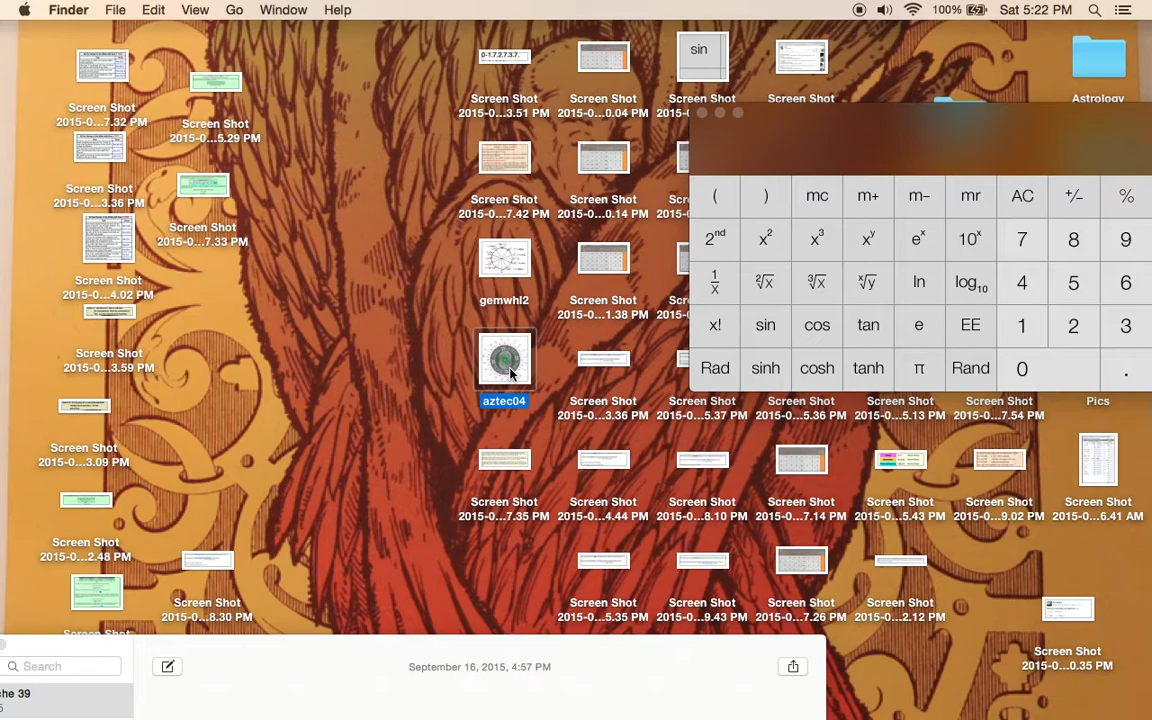 Finder File Edit View Go Window Help 100% Sat 5:22 PM
Screen Shot
2015-0...7.32 PM
Screen Shot
2015-0...5.29 PM
Screen Shot
2015-0...3.36 PM
Screen Shot
2015-0...7.33 PM
Screen Shot
2015-0...4.02 PM
Screen Shot
2015-0...3.59 PM
Screen Shot
2015-0...3.09 PM
Screen Shot
2015-0...2.48 PM
Screen Shot
2015-0...8.30 PM
0-1.7.2.7.3.7.
Screen Shot
2015-0...3.51 PM
Screen Shot
2015-0...0.04 PM
sin
Screen Shot
Screen Shot
Astrology
Screen Shot
2015-0...7.42 PM
Screen Shot
2015-0...0.14 PM
gemwhl2
Screen Shot
2015-0...1.38 PM
( ) mc m+ m− mr AC +/− %
2nd x² x³ xʸ eˣ 10ˣ 7 8 9
1/x ²√x ³√x ˣ√y ln log₁₀ 4 5 6
x! sin cos tan e EE 1 2 3
Rad sinh cosh tanh π Rand 0 .
aztec04
Screen Shot
2015-0...3.36 PM
Screen Shot
2015-0...5.37 PM
Screen Shot
2015-0...5.36 PM
Screen Shot
2015-0...5.13 PM
Screen Shot
2015-0...7.54 PM
Pics
Screen Shot
2015-0...7.35 PM
Screen Shot
2015-0...4.44 PM
Screen Shot
2015-0...8.10 PM
Screen Shot
2015-0...7.14 PM
Screen Shot
2015-0...5.43 PM
Screen Shot
2015-0...9.02 PM
Screen Shot
2015-0...6.41 AM
Screen Shot
2015-0...5.35 PM
Screen Shot
2015-0...9.43 PM
Screen Shot
2015-0...7.26 PM
Screen Shot
2015-0...2.12 PM
Screen Shot
2015-0...0.35 PM
Search
September 16, 2015, 4:57 PM
che 39